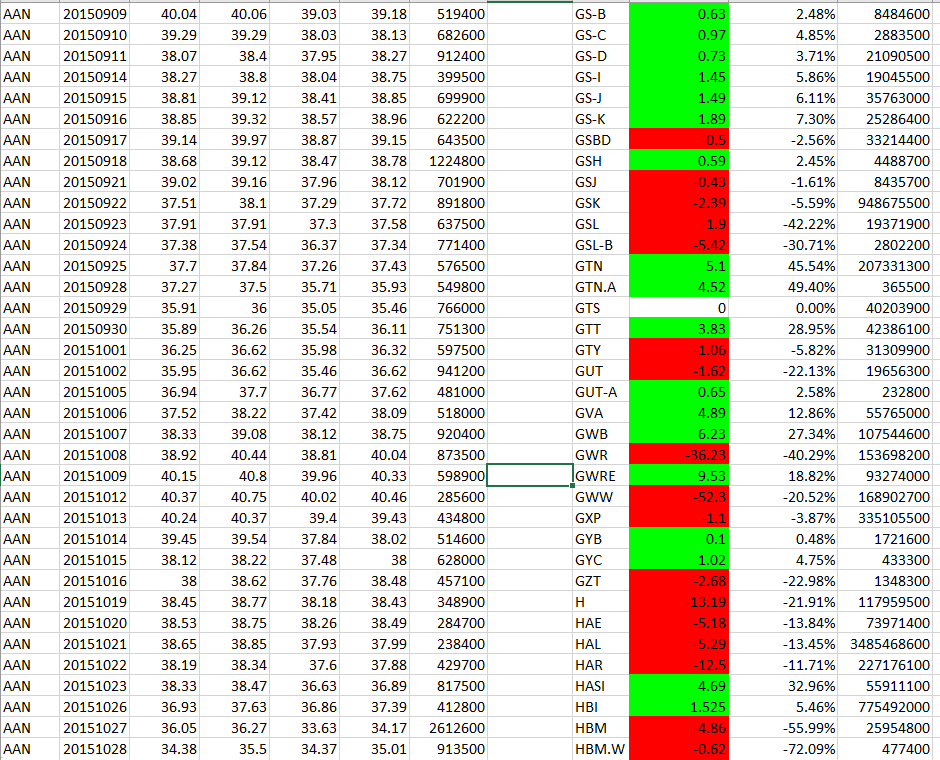 AAN 20150909 40.04 40.06 39.03 39.18 519400 GS-B 0.63 2.48% 8484600
AAN 20150910 39.29 39.29 38.03 38.13 682600 GS-C 0.97 4.85% 2883500
AAN 20150911 38.07 38.4 37.95 38.27 912400 GS-D 0.73 3.71% 21090500
AAN 20150914 38.27 38.8 38.04 38.75 399500 GS-I 1.45 5.86% 19045500
AAN 20150915 38.81 39.12 38.41 38.85 699900 GS-J 1.49 6.11% 35763000
AAN 20150916 38.85 39.32 38.57 38.96 622200 GS-K 1.89 7.30% 25286400
AAN 20150917 39.14 39.97 38.87 39.15 643500 GSBD -0.5 -2.56% 33214400
AAN 20150918 38.68 39.12 38.47 38.78 1224800 GSH 0.59 2.45% 4488700
AAN 20150921 39.02 39.16 37.96 38.12 701900 GSJ -0.43 -1.61% 8435700
AAN 20150922 37.51 38.1 37.29 37.72 891800 GSK -2.39 -5.59% 948675500
AAN 20150923 37.91 37.91 37.3 37.58 637500 GSL -1.9 -42.22% 19371900
AAN 20150924 37.38 37.54 36.37 37.34 771400 GSL-B -5.42 -30.71% 2802200
AAN 20150925 37.7 37.84 37.26 37.43 576500 GTN 5.1 45.54% 207331300
AAN 20150928 37.27 37.5 35.71 35.93 549800 GTN.A 4.52 49.40% 365500
AAN 20150929 35.91 36 35.05 35.46 766000 GTS 0 0.00% 40203900
AAN 20150930 35.89 36.26 35.54 36.11 751300 GTT 3.83 28.95% 42386100
AAN 20151001 36.25 36.62 35.98 36.32 597500 GTY -1.06 -5.82% 31309900
AAN 20151002 35.95 36.62 35.46 36.62 941200 GUT -1.62 -22.13% 19656300
AAN 20151005 36.94 37.7 36.77 37.62 481000 GUT-A 0.65 2.58% 232800
AAN 20151006 37.52 38.22 37.42 38.09 518000 GVA 4.89 12.86% 55765000
AAN 20151007 38.33 39.08 38.12 38.75 920400 GWB 6.23 27.34% 107544600
AAN 20151008 38.92 40.44 38.81 40.04 873500 GWR -36.23 -40.29% 153698200
AAN 20151009 40.15 40.8 39.96 40.33 598900 GWRE 9.53 18.82% 93274000
AAN 20151012 40.37 40.75 40.02 40.46 285600 GWW -52.3 -20.52% 168902700
AAN 20151013 40.24 40.37 39.4 39.43 434800 GXP -1.1 -3.87% 335105500
AAN 20151014 39.45 39.54 37.84 38.02 514600 GYB 0.1 0.48% 1721600
AAN 20151015 38.12 38.22 37.48 38 628000 GYC 1.02 4.75% 433300
AAN 20151016 38 38.62 37.76 38.48 457100 GZT -2.68 -22.98% 1348300
AAN 20151019 38.45 38.77 38.18 38.43 348900 H -13.19 -21.91% 117959500
AAN 20151020 38.53 38.75 38.26 38.49 284700 HAE -5.18 -13.84% 73971400
AAN 20151021 38.65 38.85 37.93 37.99 238400 HAL -5.29 -13.45% 3485468600
AAN 20151022 38.19 38.34 37.6 37.88 429700 HAR -12.5 -11.71% 227176100
AAN 20151023 38.33 38.47 36.63 36.89 817500 HASI 4.69 32.96% 55911100
AAN 20151026 36.93 37.63 36.86 37.39 412800 HBI 1.525 5.46% 775492000
AAN 20151027 36.05 36.27 33.63 34.17 2612600 HBM -4.86 -55.99% 25954800
AAN 20151028 34.38 35.5 34.37 35.01 913500 HBM.W -0.62 -72.09% 477400